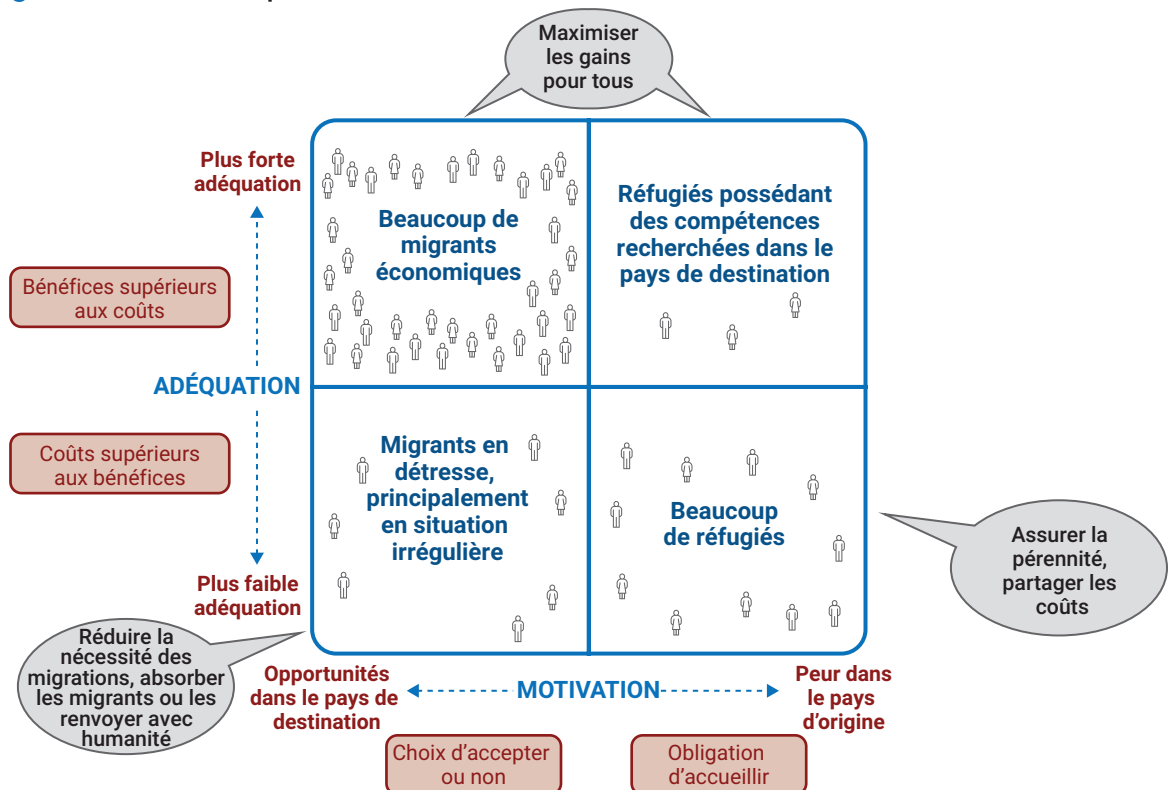 Maximiser
les gains
pour tous
Plus forte
adéquation
Bénéfices supérieurs
aux coûts
ADÉQUATION
Coûts supérieurs
aux bénéfices
Plus faible
adéquation
Beaucoup de
migrants
économiques
Réfugiés possédant
des compétences
recherchées dans le
pays de destination
Migrants en
détresse,
principalement
en situation
irrégulière
Beaucoup
de réfugiés
Assurer la
pérennité,
partager les
coûts
Réduire la
nécessité des
migrations, absorber
les migrants ou les
renvoyer avec
humanité
Opportunités
dans le pays de
destination
MOTIVATION
Peur dans
le pays
d'origine
Choix d'accepter
ou non
Obligation
d'accueillir